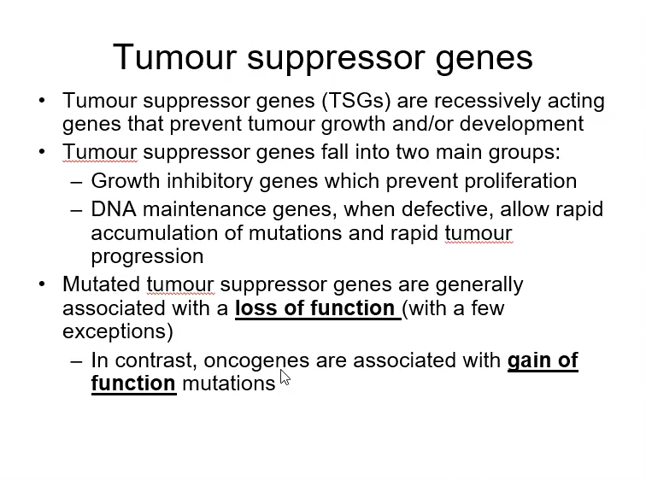 Tumour suppressor genes
• Tumour suppressor genes (TSGs) are recessively acting
genes that prevent tumour growth and/or development
• Tumour suppressor genes fall into two main groups:
– Growth inhibitory genes which prevent proliferation
– DNA maintenance genes, when defective, allow rapid
accumulation of mutations and rapid tumour
progression
• Mutated tumour suppressor genes are generally
associated with a loss of function (with a few
exceptions)
– In contrast, oncogenes are associated with gain of
function mutations